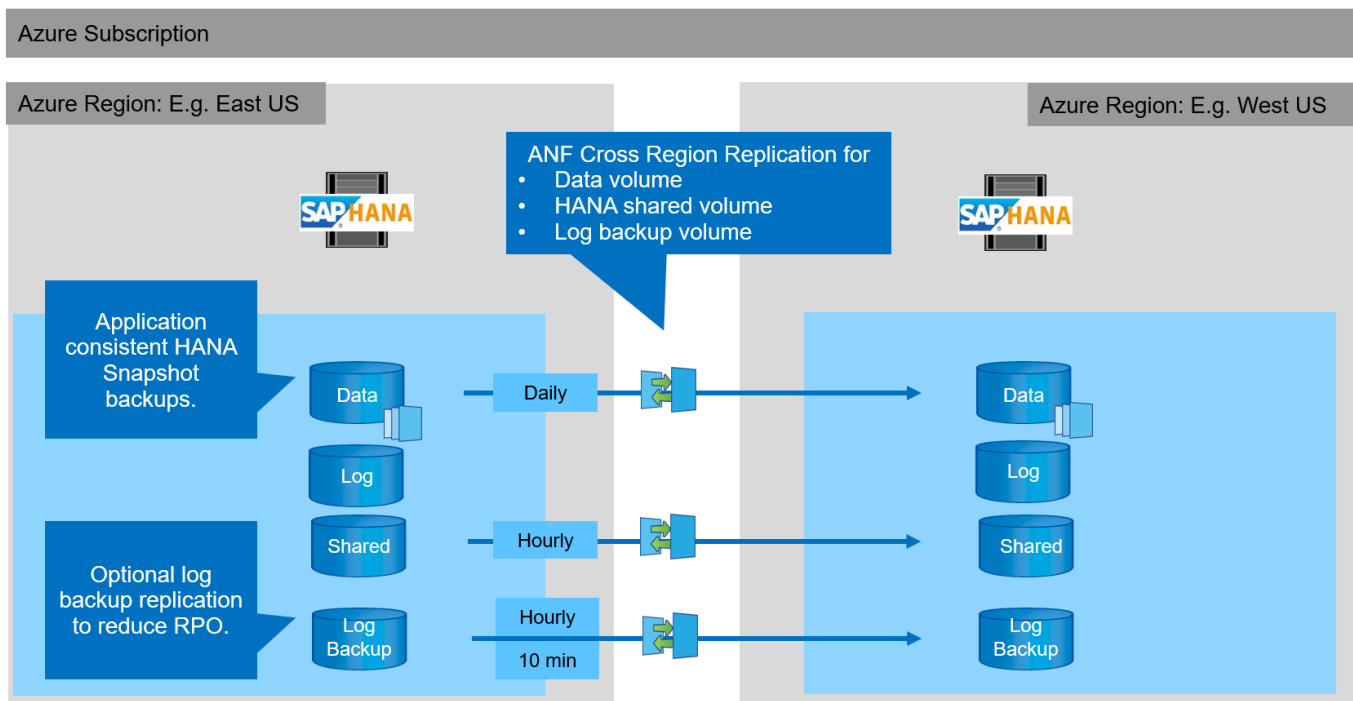 Azure Subscription
Azure Region: E.g. East US
Azure Region: E.g. West US
ANF Cross Region Replication for
• Data volume
• HANA shared volume
• Log backup volume
SAP HANA
SAP HANA
Application
consistent HANA
Snapshot
backups.
Data
Daily
Data
Log
Log
Shared
Hourly
Shared
Optional log
backup replication
to reduce RPO.
Log
Backup
Hourly
10 min
Log
Backup